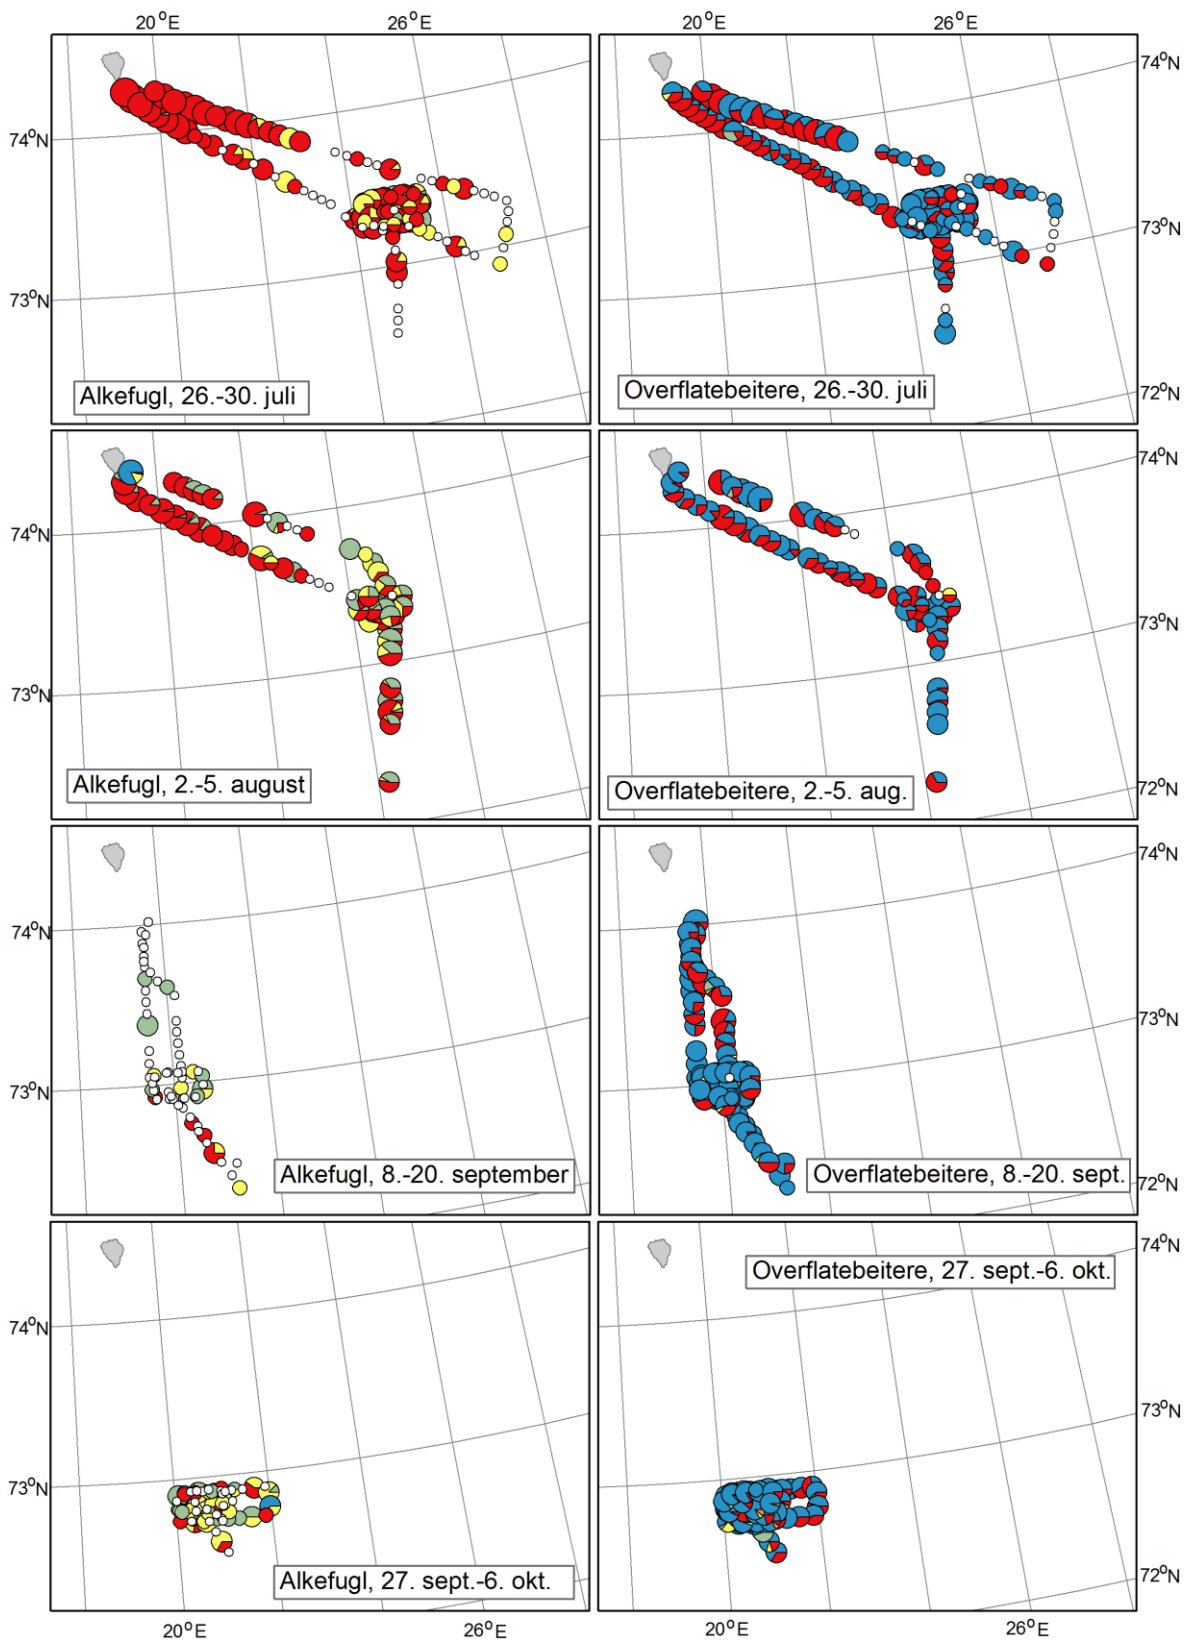 20°E 26°E 20°E 26°E
74°N
74°N
73°N
73°N
72°N
Alkefugl, 26.-30. juli
Overflatebeitere, 26.-30. juli
74°N
74°N
73°N
73°N
72°N
Alkefugl, 2.-5. august
Overflatebeitere, 2.-5. aug.
74°N
74°N
73°N
73°N
72°N
Alkefugl, 8.-20. september
Overflatebeitere, 8.-20. sept.
74°N
Overflatebeitere, 27. sept.-6. okt.
74°N
73°N
73°N
72°N
Alkefugl, 27. sept.-6. okt.
20°E 26°E 20°E 26°E